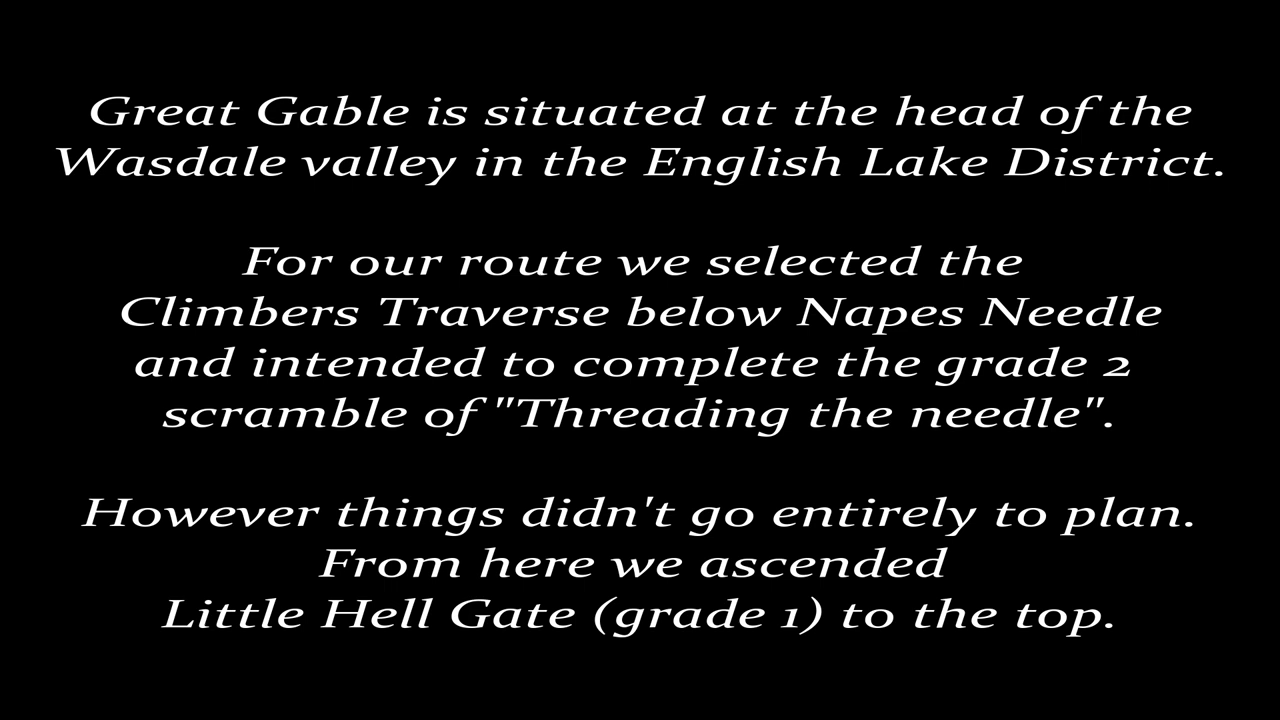 Great Gable is situated at the head of the
Wasdale valley in the English Lake District.
For our route we selected the
Climbers Traverse below Napes Needle
and intended to complete the grade 2
scramble of "Threading the needle".
However things didn't go entirely to plan.
From here we ascended
Little Hell Gate (grade 1) to the top.